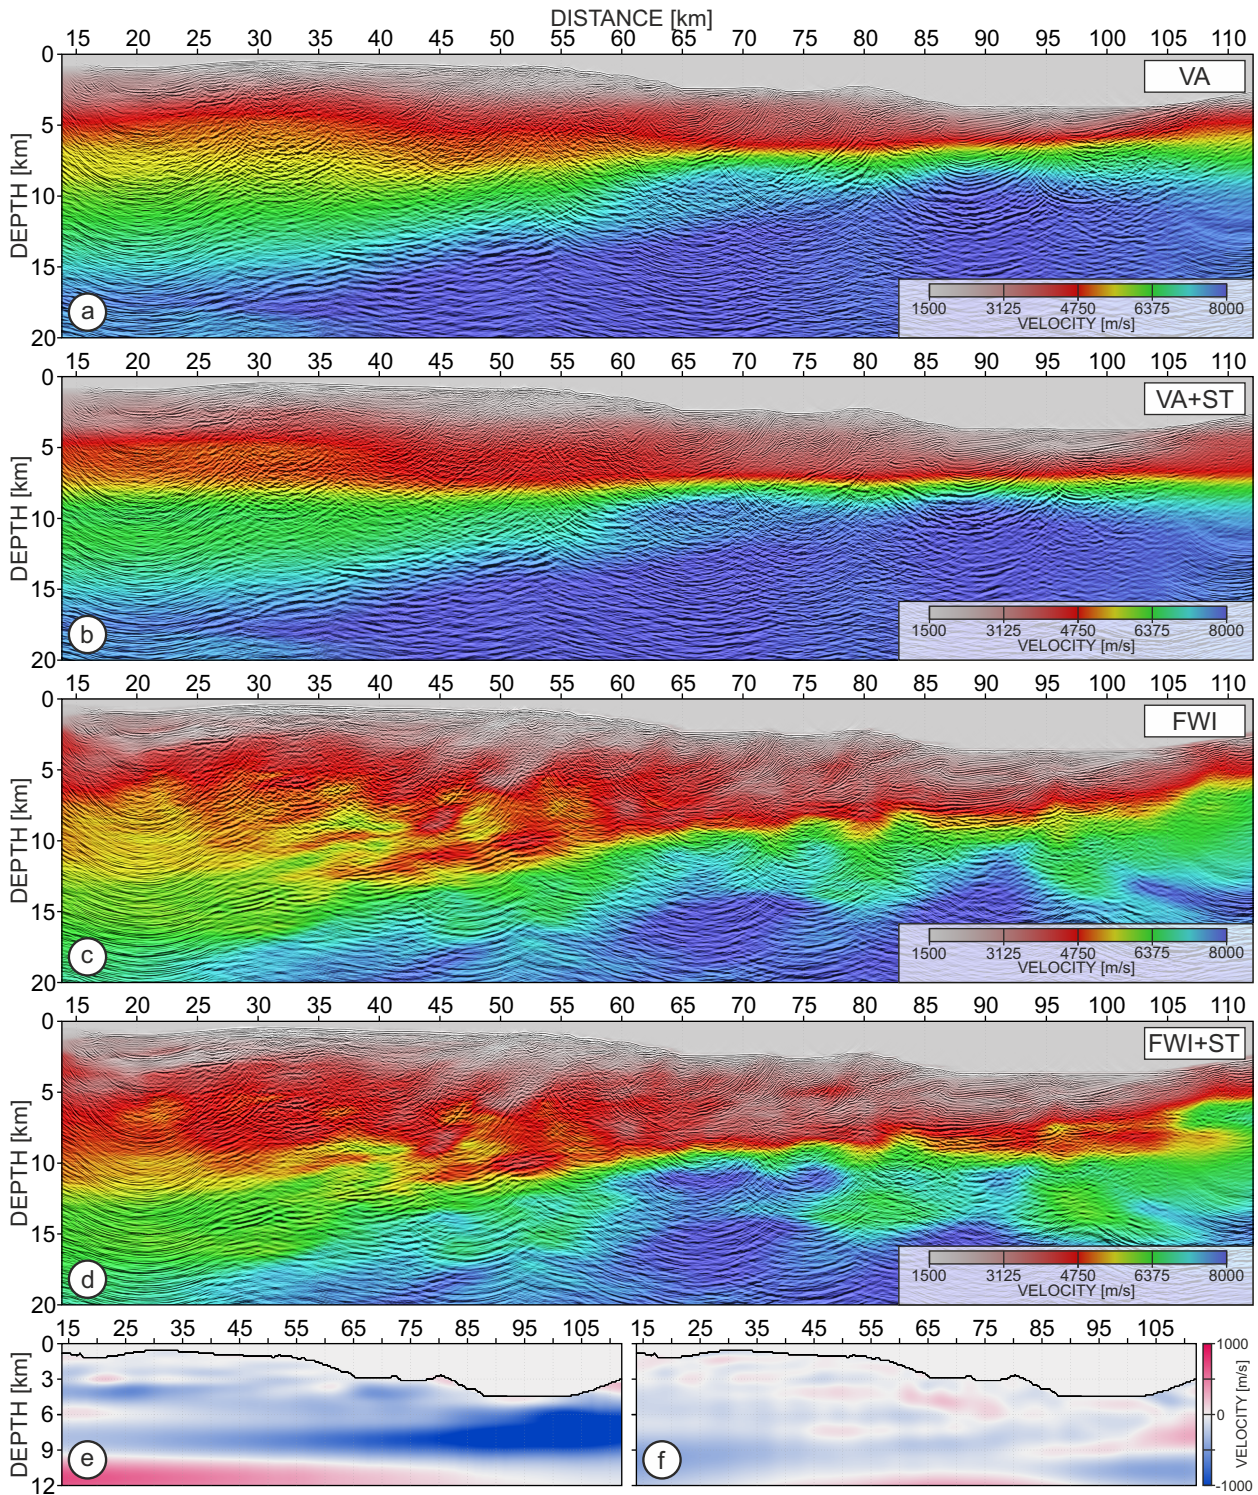 DISTANCE [km]
15 20 25 30 35 40 45 50 55 60 65 70 75 80 85 90 95 100 105 110
0
5
10
15
20
DEPTH [km]
VA
a
1500 3125 4750 6375 8000
VELOCITY [m/s]
15 20 25 30 35 40 45 50 55 60 65 70 75 80 85 90 95 100 105 110
0
5
10
15
20
DEPTH [km]
VA+ST
b
1500 3125 4750 6375 8000
VELOCITY [m/s]
15 20 25 30 35 40 45 50 55 60 65 70 75 80 85 90 95 100 105 110
0
5
10
15
20
DEPTH [km]
FWI
c
1500 3125 4750 6375 8000
VELOCITY [m/s]
15 20 25 30 35 40 45 50 55 60 65 70 75 80 85 90 95 100 105 110
0
5
10
15
20
DEPTH [km]
FWI+ST
d
1500 3125 4750 6375 8000
VELOCITY [m/s]
15 25 35 45 55 65 75 85 95 105
0
3
6
9
12
DEPTH [km]
e
15 25 35 45 55 65 75 85 95 105
f
1000
0
-1000
VELOCITY [m/s]